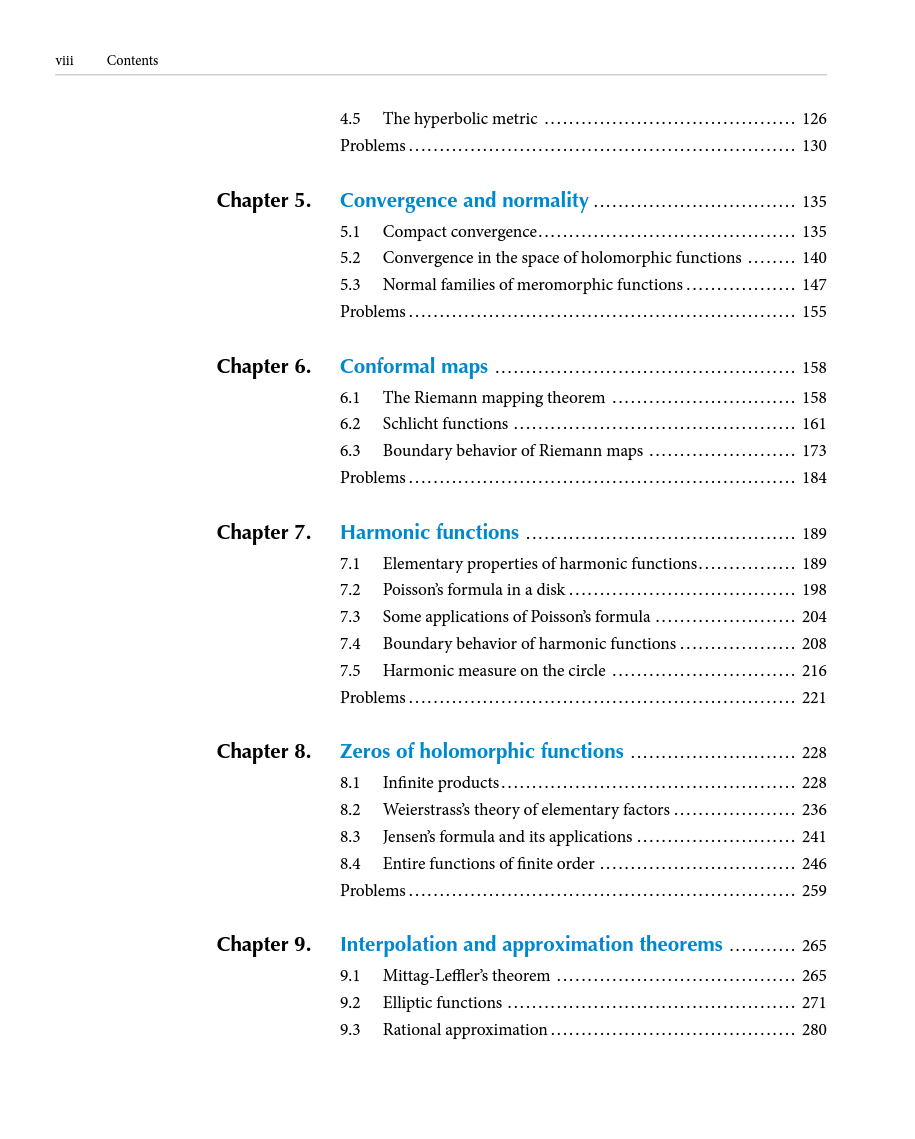 viii Contents
4.5 The hyperbolic metric ........................................ 126
Problems .............................................................. 130
Chapter 5. Convergence and normality ................................ 135
5.1 Compact convergence......................................... 135
5.2 Convergence in the space of holomorphic functions ........ 140
5.3 Normal families of meromorphic functions .................. 147
Problems .............................................................. 155
Chapter 6. Conformal maps ................................................ 158
6.1 The Riemann mapping theorem .............................. 158
6.2 Schlicht functions .............................................. 161
6.3 Boundary behavior of Riemann maps ........................ 173
Problems .............................................................. 184
Chapter 7. Harmonic functions ........................................... 189
7.1 Elementary properties of harmonic functions................ 189
7.2 Poisson's formula in a disk ..................................... 198
7.3 Some applications of Poisson's formula ....................... 204
7.4 Boundary behavior of harmonic functions ................... 208
7.5 Harmonic measure on the circle .............................. 216
Problems .............................................................. 221
Chapter 8. Zeros of holomorphic functions ........................... 228
8.1 Infinite products................................................ 228
8.2 Weierstrass's theory of elementary factors .................... 236
8.3 Jensen's formula and its applications .......................... 241
8.4 Entire functions of finite order ................................ 246
Problems .............................................................. 259
Chapter 9. Interpolation and approximation theorems ........... 265
9.1 Mittag-Leffler's theorem ....................................... 265
9.2 Elliptic functions ............................................... 271
9.3 Rational approximation ........................................ 280